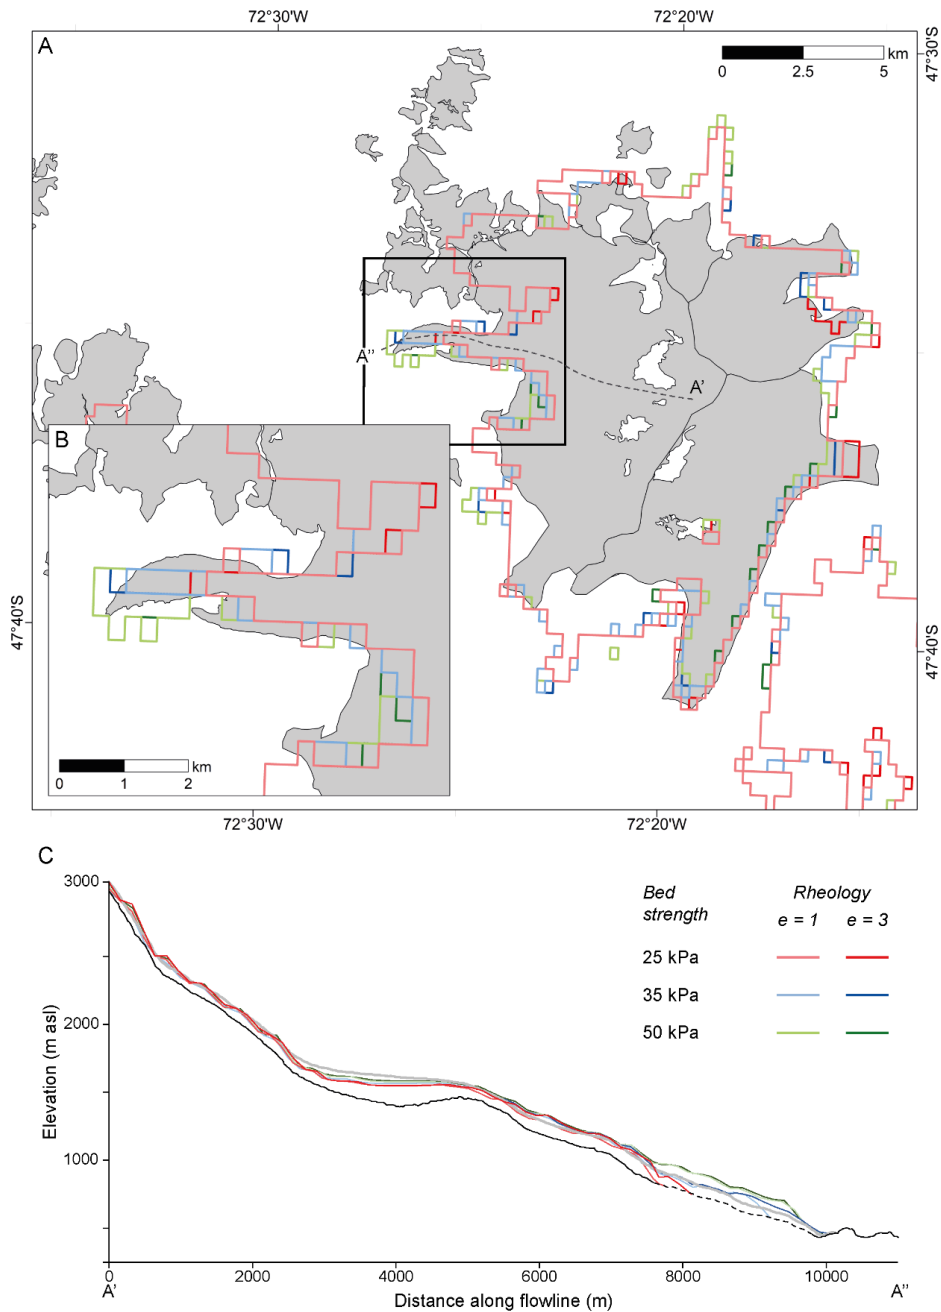 72°30'W 72°20'W
A
km
0 2.5 5
47°30'S
A''
A'
B
47°40'S
47°40'S
km
0 1 2
72°30'W 72°20'W
C
3000
2000
1000
Elevation (m asl)
Bed strength
Rheology
e = 1 e = 3
25 kPa
35 kPa
50 kPa
0 2000 4000 6000 8000 10000
A' A''
Distance along flowline (m)